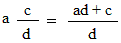 a c/d = ad + c/d